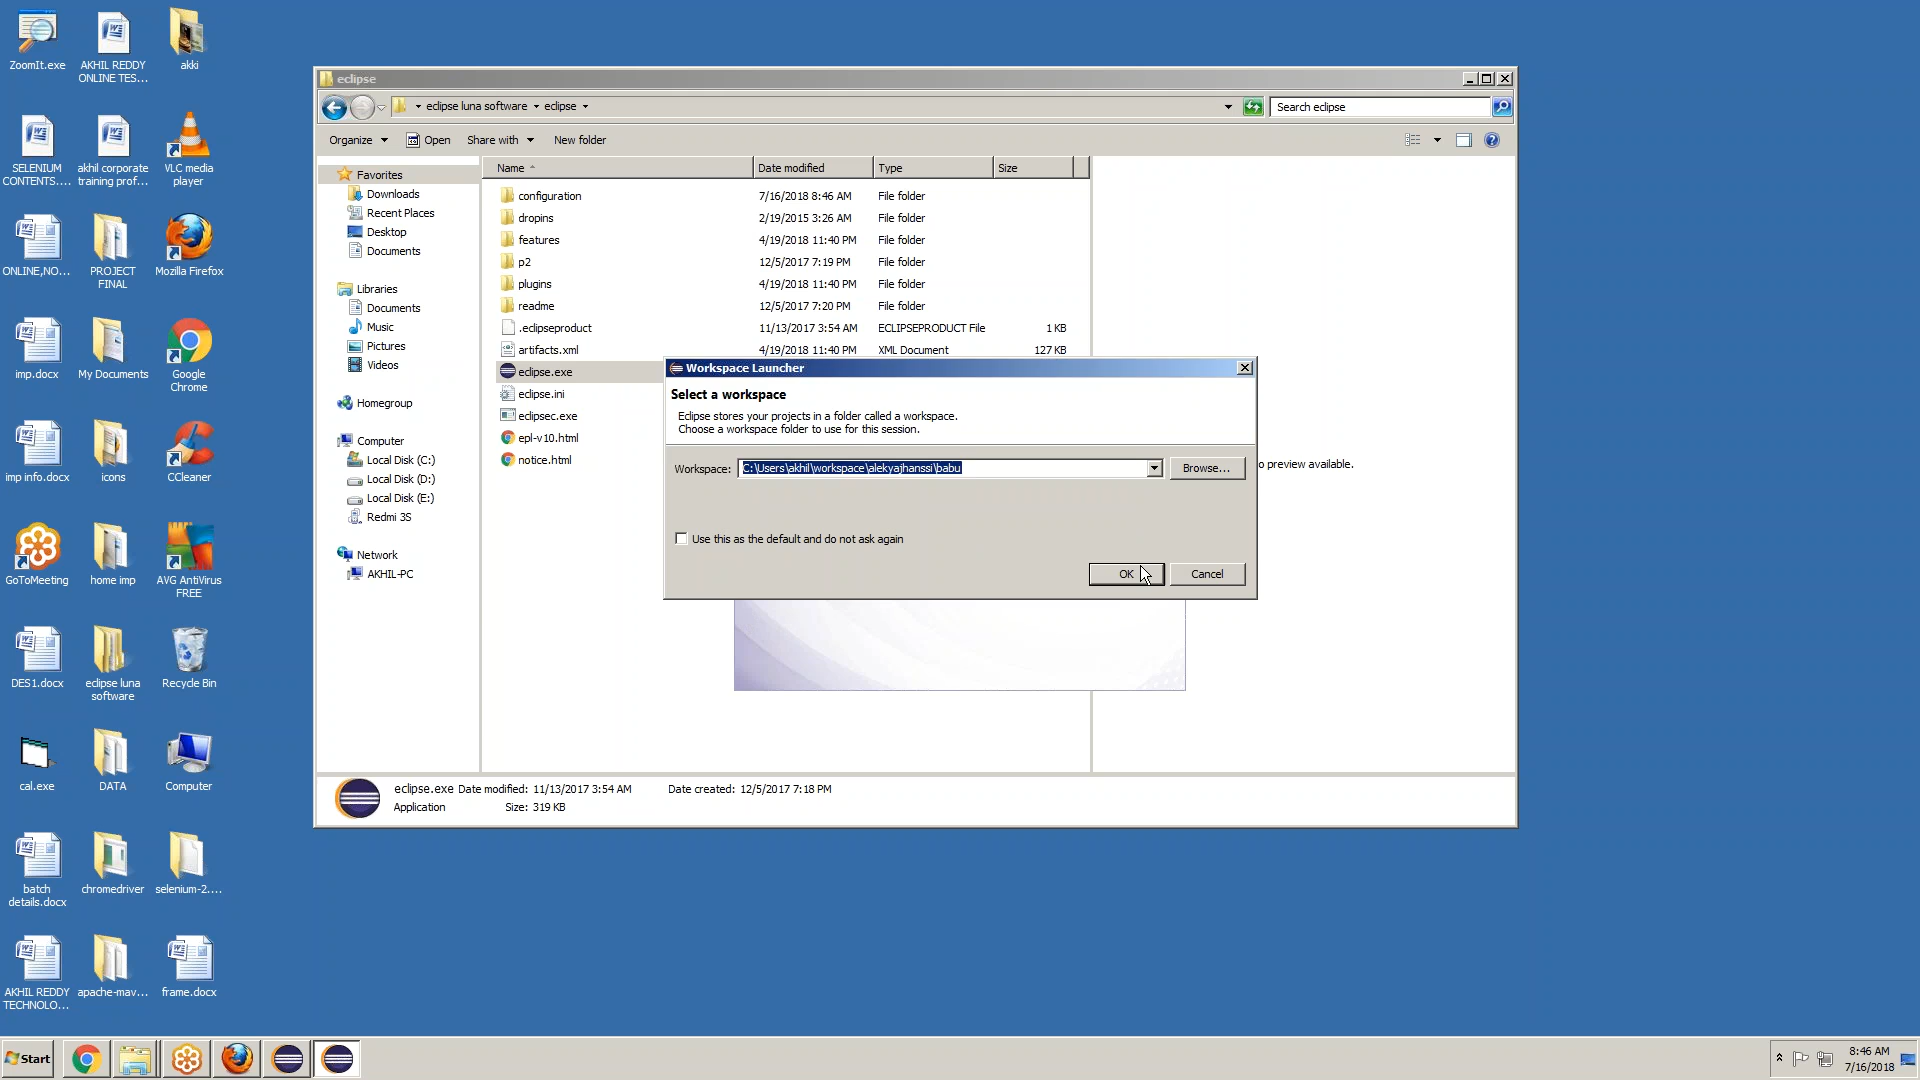 ZoomIt.exe
AKHIL REDDY
ONLINE TES...
akki
SELENIUM
CONTENTS....
akhil corporate
training prof...
VLC media
player
ONLINE,NO...
PROJECT
FINAL
Mozilla Firefox
imp.docx
My Documents
Google
Chrome
imp info.docx
icons
CCleaner
GoToMeeting
home imp
AVG AntiVirus
FREE
DES1.docx
eclipse luna
software
Recycle Bin
cal.exe
DATA
Computer
batch
details.docx
chromedriver
selenium-2....
AKHIL REDDY
TECHNOLO...
apache-mav...
frame.docx
eclipse
eclipse luna software
eclipse
Search eclipse
Organize
Open
Share with
New folder
Favorites
Downloads
Recent Places
Desktop
Documents
Libraries
Documents
Music
Pictures
Videos
Homegroup
Computer
Local Disk (C:)
Local Disk (D:)
Local Disk (E:)
Redmi 3S
Network
AKHIL-PC
Name Date modified Type Size
configuration 7/16/2018 8:46 AM File folder
dropins 2/19/2015 3:26 AM File folder
features 4/19/2018 11:40 PM File folder
p2 12/5/2017 7:19 PM File folder
plugins 4/19/2018 11:40 PM File folder
readme 12/5/2017 7:20 PM File folder
.eclipseproduct 11/13/2017 3:54 AM ECLIPSEPRODUCT File 1 KB
artifacts.xml 4/19/2018 11:40 PM XML Document 127 KB
eclipse.exe
eclipse.ini
eclipsec.exe
epl-v10.html
notice.html
o preview available.
Workspace Launcher
Select a workspace
Eclipse stores your projects in a folder called a workspace.
Choose a workspace folder to use for this session.
Workspace: C:\Users\akhil\workspace\alekyajhanssi\babu Browse...
Use this as the default and do not ask again
OK Cancel
eclipse.exe Date modified: 11/13/2017 3:54 AM Date created: 12/5/2017 7:18 PM
Application Size: 319 KB
Start
8:46 AM
7/16/2018